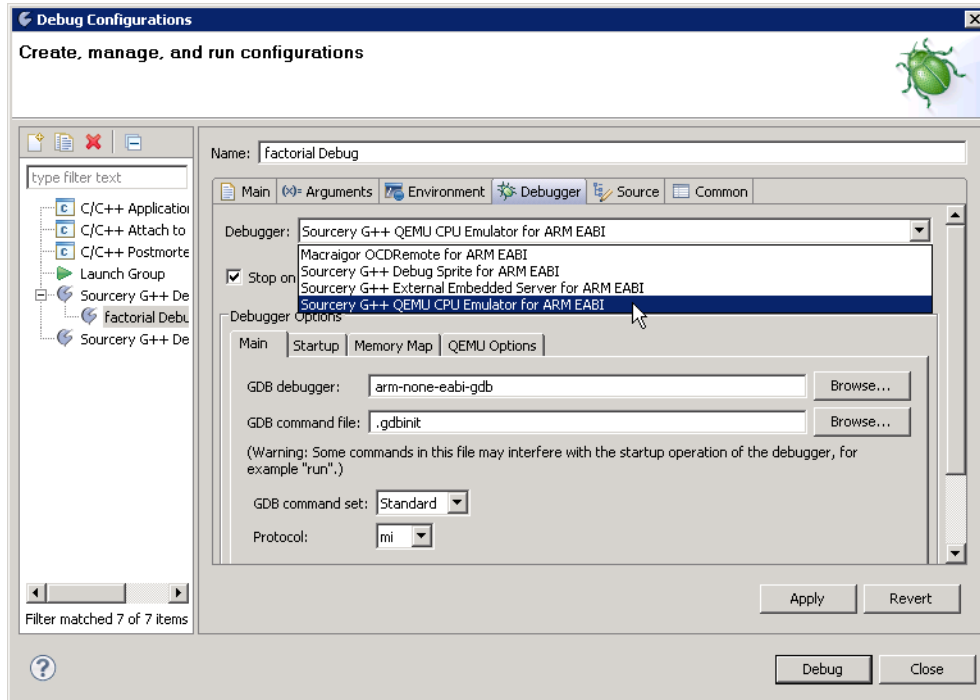 Debug Configurations
Create, manage, and run configurations
type filter text
C/C++ Application
C/C++ Attach to
C/C++ Postmorte
Launch Group
Sourcery G++ De
factorial Debu
Sourcery G++ De
Filter matched 7 of 7 items
Name: factorial Debug
Main (x)= Arguments Environment Debugger Source Common
Debugger: Sourcery G++ QEMU CPU Emulator for ARM EABI
Macraigor OCDRemote for ARM EABI
Sourcery G++ Debug Sprite for ARM EABI
Sourcery G++ External Embedded Server for ARM EABI
Sourcery G++ QEMU CPU Emulator for ARM EABI
Stop on
Debugger Options
Main Startup Memory Map QEMU Options
GDB debugger: arm-none-eabi-gdb Browse...
GDB command file: .gdbinit Browse...
(Warning: Some commands in this file may interfere with the startup operation of the debugger, for
example "run".)
GDB command set: Standard
Protocol: mi
Apply Revert
? Debug Close